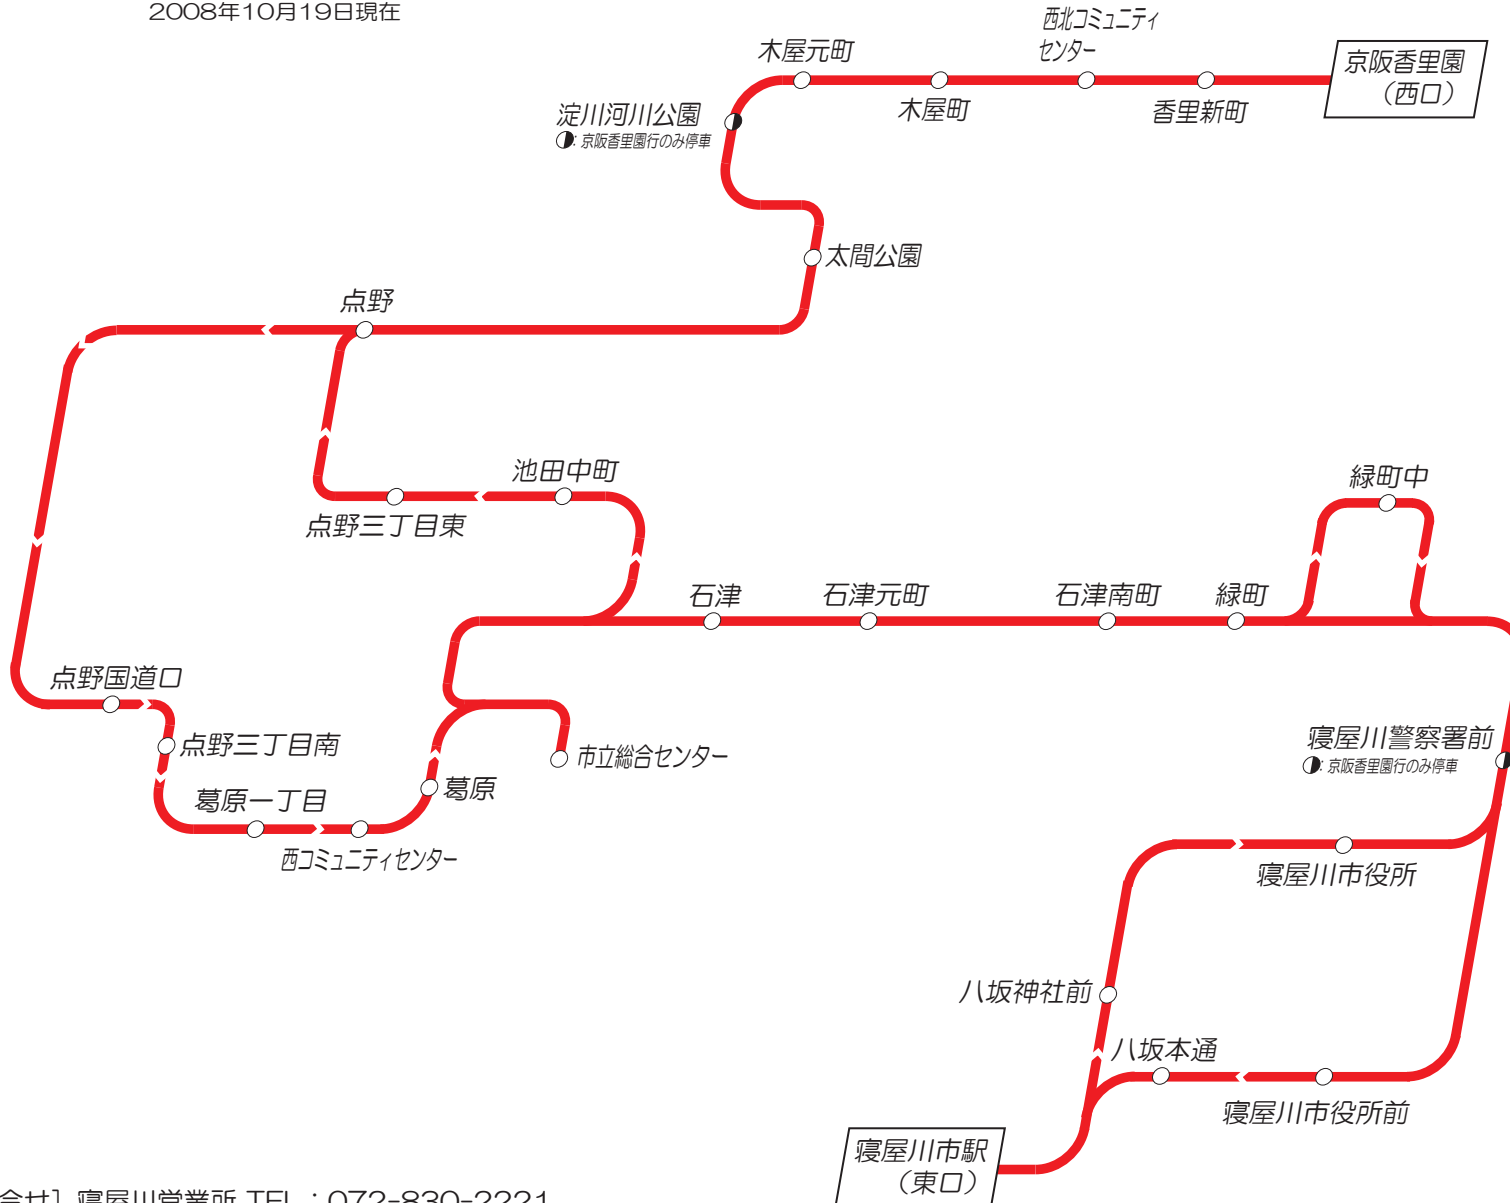 2008年10月19日現在
西北コミュニティ
センター
木屋元町
京阪香里園
（西口）
淀川河川公園
木屋町
香里新町
: 京阪香里園行のみ停車
太間公園
点野
池田中町
緑町中
点野三丁目東
石津
石津元町
石津南町
緑町
点野国道口
点野三丁目南
市立総合センター
寝屋川警察署前
: 京阪香里園行のみ停車
葛原
葛原一丁目
西コミュニティセンター
寝屋川市役所
八坂神社前
八坂本通
寝屋川市役所前
寝屋川市駅
（東口）
合せ］寝屋川営業所 TEL：072-830-2221